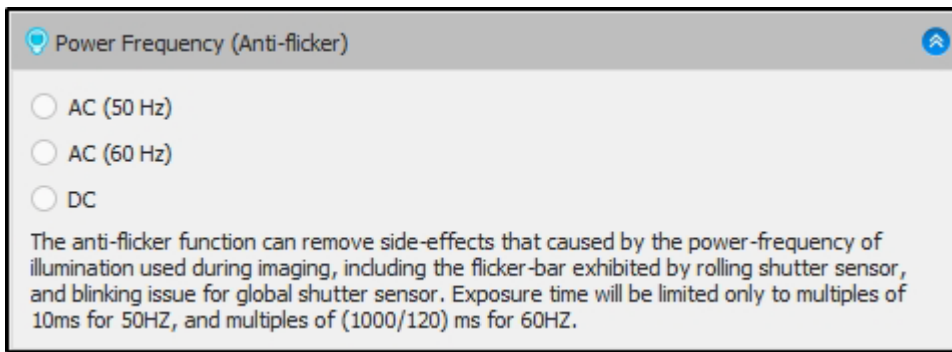 Power Frequency (Anti-flicker)
AC (50 Hz)
AC (60 Hz)
DC
The anti-flicker function can remove side-effects that caused by the power-frequency of
illumination used during imaging, including the flicker-bar exhibited by rolling shutter sensor,
and blinking issue for global shutter sensor. Exposure time will be limited only to multiples of
10ms for 50HZ, and multiples of (1000/120) ms for 60HZ.